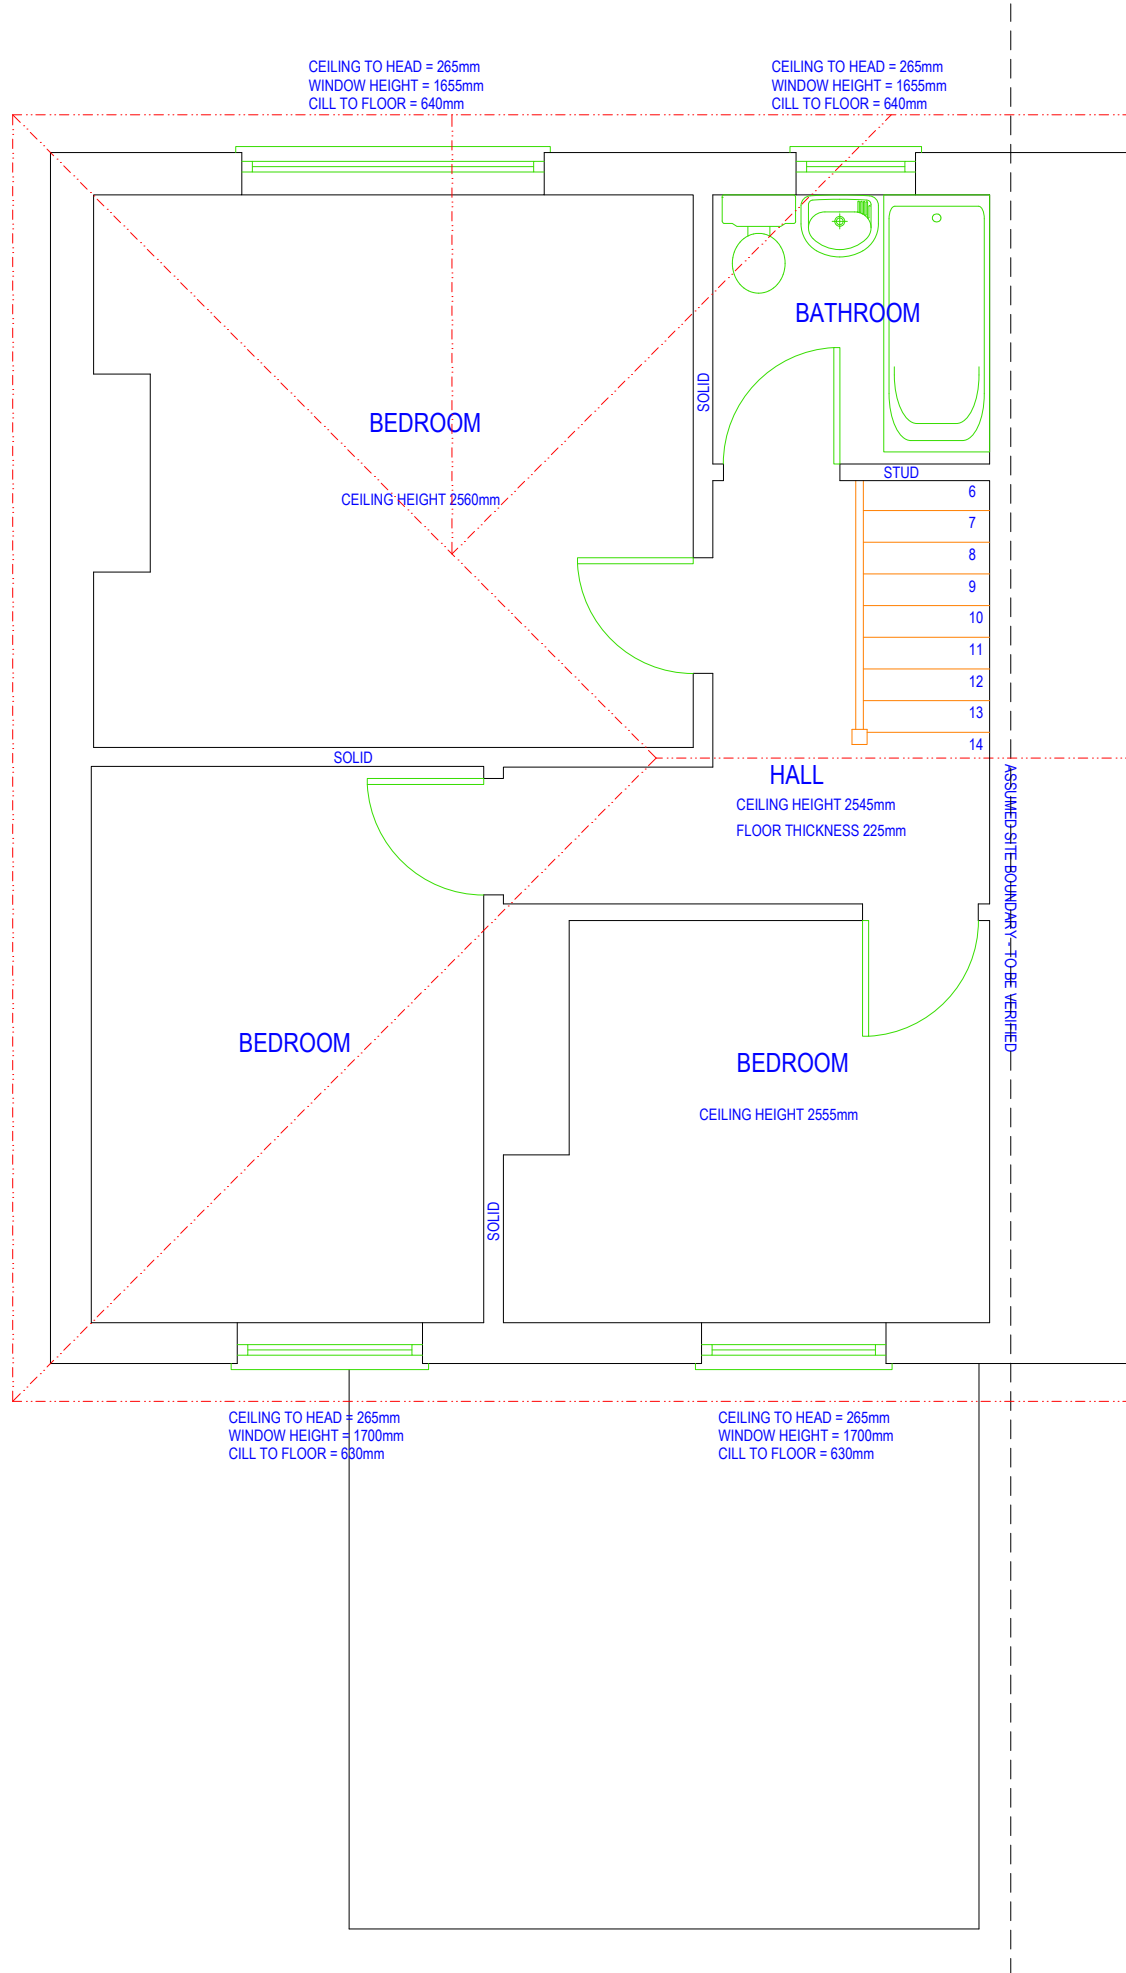 CEILING TO HEAD = 265mm
WINDOW HEIGHT = 1655mm
CILL TO FLOOR = 640mm
CEILING TO HEAD = 265mm
WINDOW HEIGHT = 1655mm
CILL TO FLOOR = 640mm
BATHROOM
SOLID
BEDROOM
CEILING HEIGHT 2560mm
STUD
6
7
8
9
10
11
12
13
14
SOLID
HALL
CEILING HEIGHT 2545mm
FLOOR THICKNESS 225mm
ASSUMED SITE BOUNDARY - TO BE VERIFIED
BEDROOM
BEDROOM
CEILING HEIGHT 2555mm
SOLID
CEILING TO HEAD = 265mm
WINDOW HEIGHT = 1700mm
CILL TO FLOOR = 630mm
CEILING TO HEAD = 265mm
WINDOW HEIGHT = 1700mm
CILL TO FLOOR = 630mm